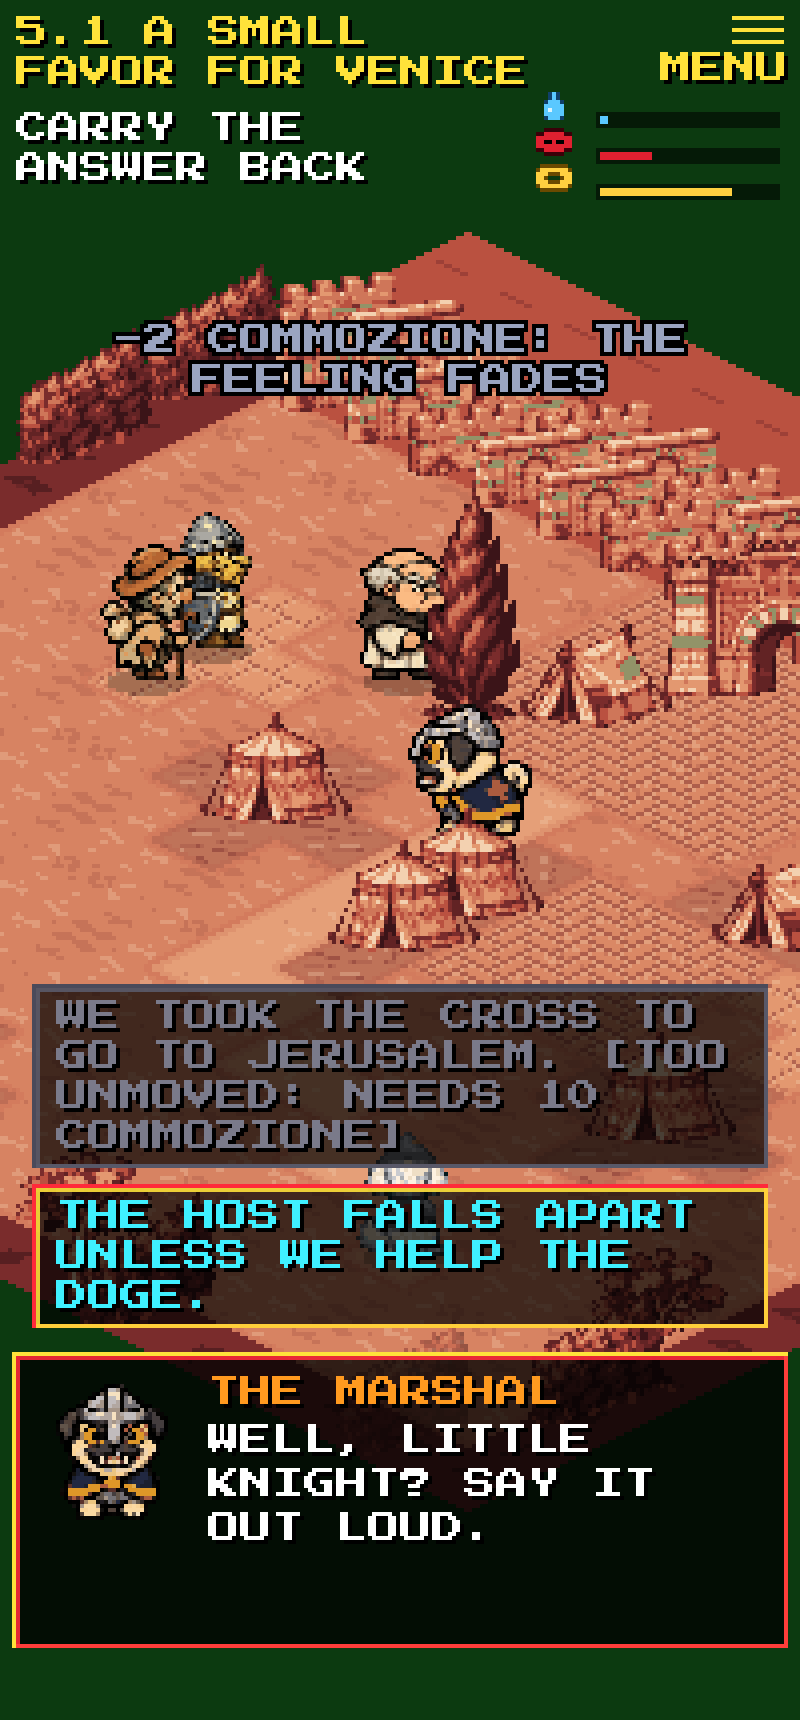 5.1 A SMALL
FAVOR FOR VENICE
MENU
CARRY THE
ANSWER BACK
-2 COMMOZIONE: THE
FEELING FADES
WE TOOK THE CROSS TO
GO TO JERUSALEM. [TOO
UNMOVED: NEEDS 10
COMMOZIONE]
THE HOST FALLS APART
UNLESS WE HELP THE
DOGE.
THE MARSHAL
WELL, LITTLE
KNIGHT? SAY IT
OUT LOUD.